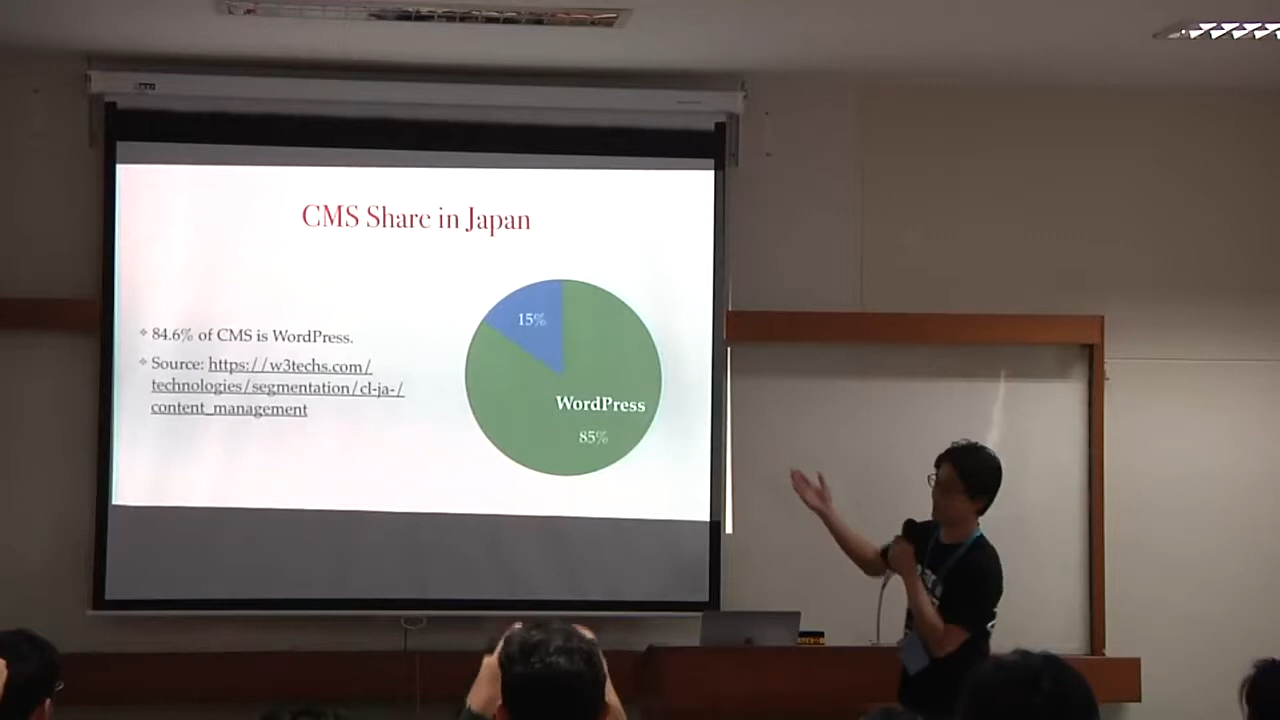 CMS Share in Japan
❖ 84.6% of CMS is WordPress.
❖ Source: https://w3techs.com/
technologies/segmentation/cl-ja-/
content_management
15%
WordPress
85%